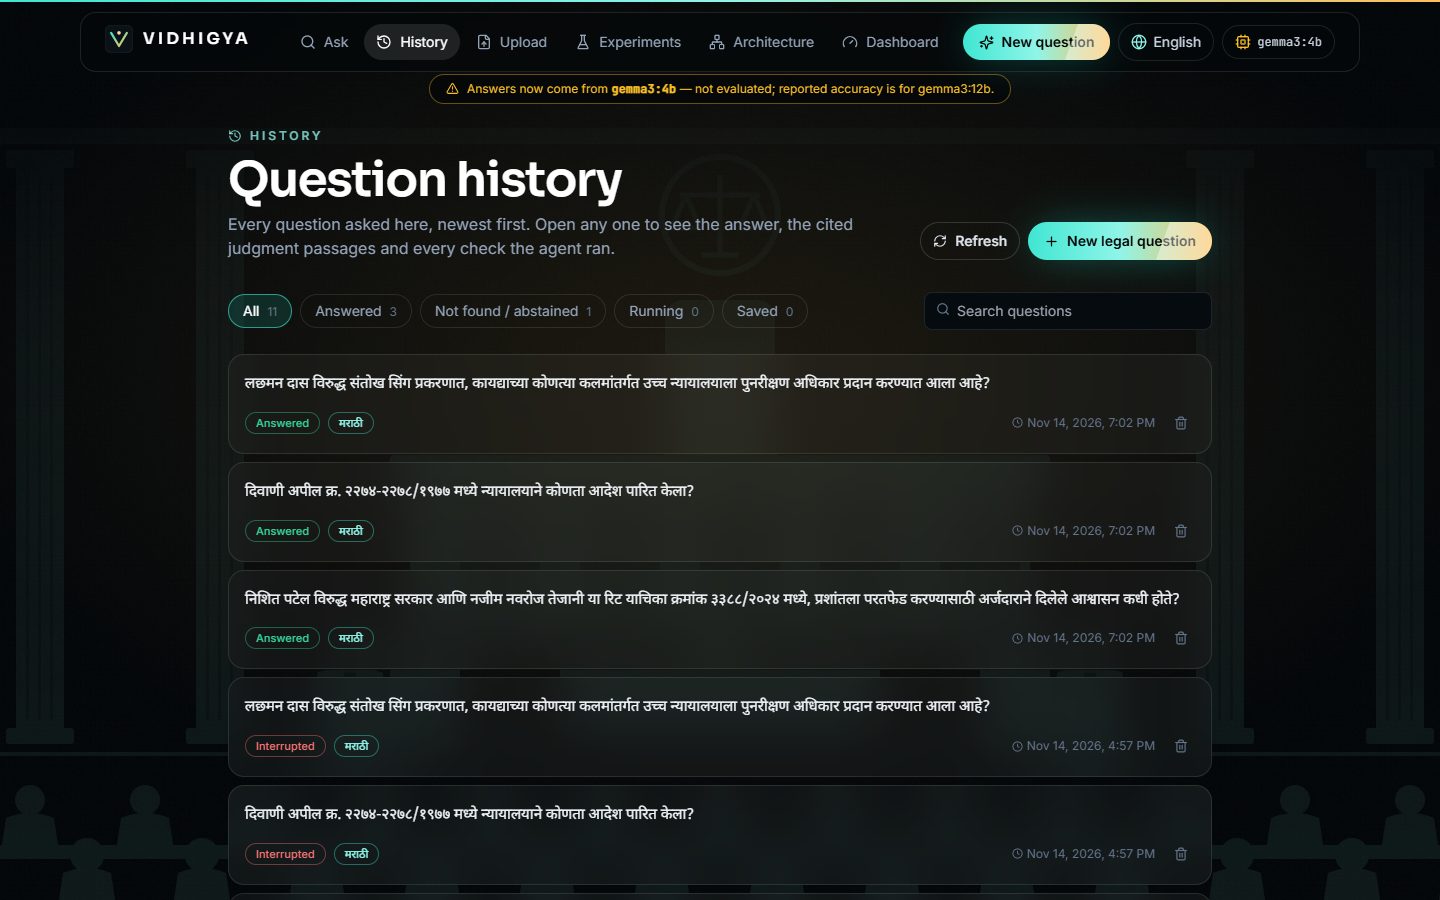 VIDHIGYA
Ask
History
Upload
Experiments
Architecture
Dashboard
New question
English
gemma3:4b
Answers now come from gemma3:4b — not evaluated; reported accuracy is for gemma3:12b.
HISTORY
Question history
Every question asked here, newest first. Open any one to see the answer, the cited
judgment passages and every check the agent ran.
Refresh
New legal question
All 11
Answered 3
Not found / abstained 1
Running 0
Saved 0
Search questions
लछमन दास विरुद्ध संतोख सिंग प्रकरणात, कायद्याच्या कोणत्या कलमांतर्गत उच्च न्यायालयाला पुनरीक्षण अधिकार प्रदान करण्यात आला आहे?
Answered मराठी Nov 14, 2026, 7:02 PM
दिवाणी अपील क्र. २२७४-२२७८/१९७७ मध्ये न्यायालयाने कोणता आदेश पारित केला?
Answered मराठी Nov 14, 2026, 7:02 PM
निशित पटेल विरुद्ध महाराष्ट्र सरकार आणि नजीम नवरोज तेजानी या रिट याचिका क्रमांक ३३८८/२०२४ मध्ये, प्रशांतला परतफेड करण्यासाठी अर्जदाराने दिलेले आश्वासन कधी होते?
Answered मराठी Nov 14, 2026, 7:02 PM
लछमन दास विरुद्ध संतोख सिंग प्रकरणात, कायद्याच्या कोणत्या कलमांतर्गत उच्च न्यायालयाला पुनरीक्षण अधिकार प्रदान करण्यात आला आहे?
Interrupted मराठी Nov 14, 2026, 4:57 PM
दिवाणी अपील क्र. २२७४-२२७८/१९७७ मध्ये न्यायालयाने कोणता आदेश पारित केला?
Interrupted मराठी Nov 14, 2026, 4:57 PM